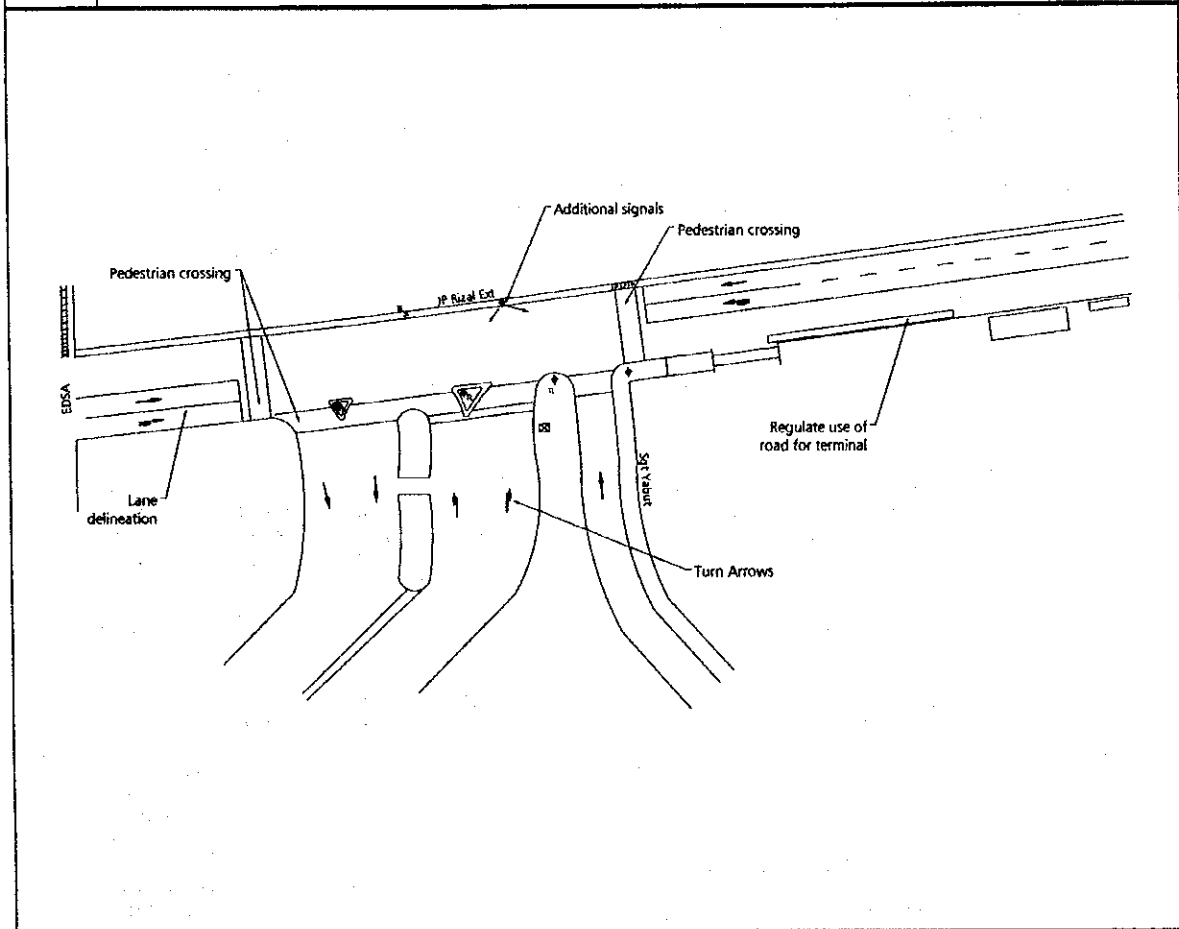 Additional signals
Pedestrian crossing
Pedestrian crossing
JP Rizal Ext
EDSA
Regulate use of
road for terminal
Sgt Yabut
Lane
delineation
Turn Arrows